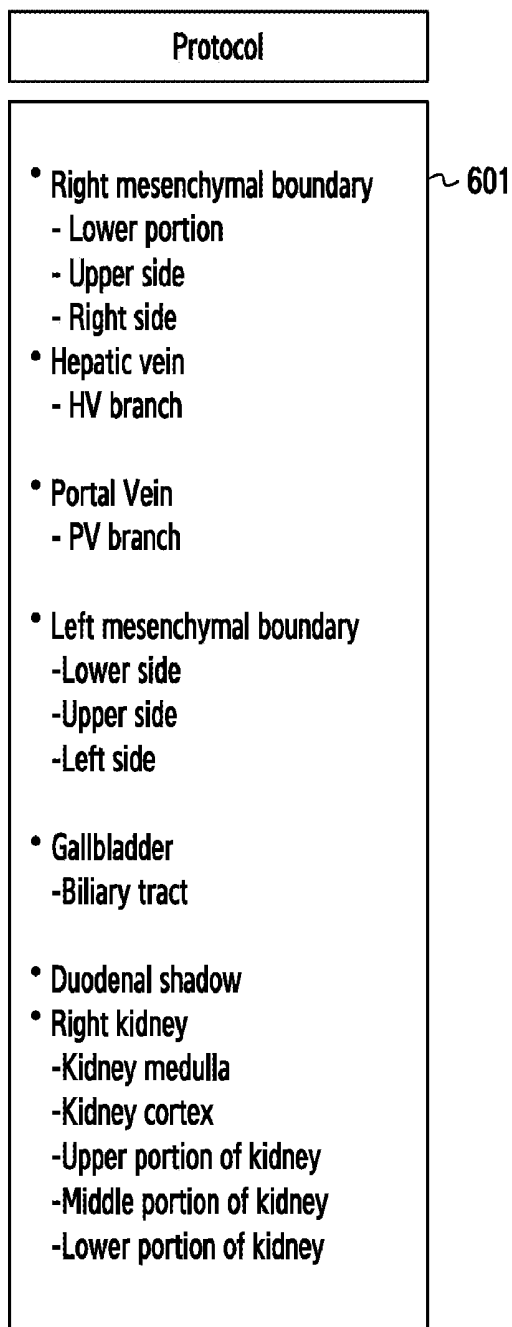 Protocol
• Right mesenchymal boundary
601
- Lower portion
- Upper side
- Right side
• Hepatic vein
- HV branch
• Portal Vein
- PV branch
• Left mesenchymal boundary
-Lower side
-Upper side
-Left side
• Gallbladder
-Biliary tract
• Duodenal shadow
• Right kidney
-Kidney medulla
-Kidney cortex
-Upper portion of kidney
-Middle portion of kidney
-Lower portion of kidney